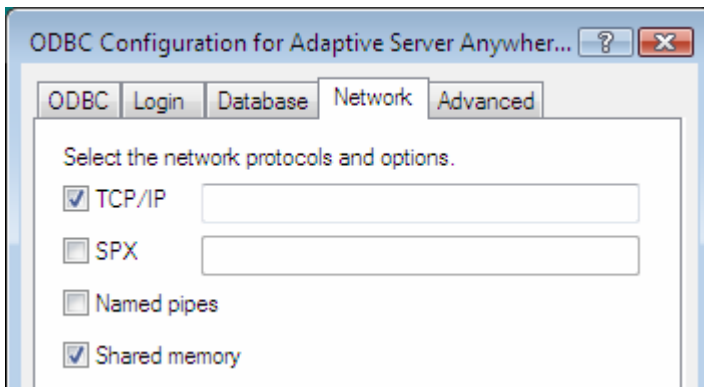 ODBC Configuration for Adaptive Server Anywher...
ODBC Login Database Network Advanced
Select the network protocols and options.
TCP/IP
SPX
Named pipes
Shared memory